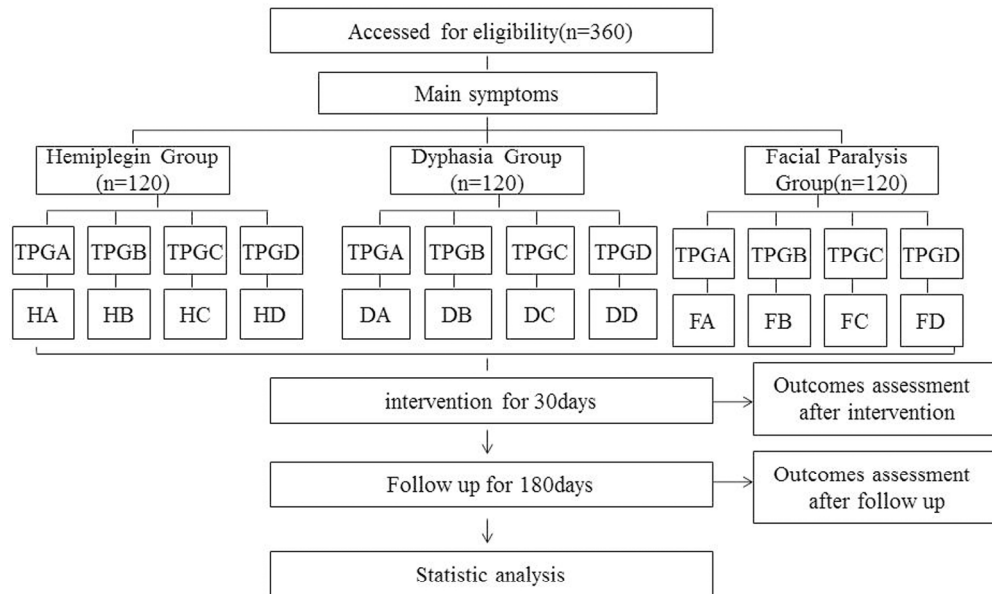 Accessed for eligibility(n=360)
Main symptoms
Hemiplegin Group
(n=120)
Dyphasia Group
(n=120)
Facial Paralysis
Group(n=120)
TPGA
TPGB
TPGC
TPGD
TPGA
TPGB
TPGC
TPGD
TPGA
TPGB
TPGC
TPGD
HA
HB
HC
HD
DA
DB
DC
DD
FA
FB
FC
FD
intervention for 30days
Outcomes assessment
after intervention
Follow up for 180days
Outcomes assessment
after follow up
Statistic analysis